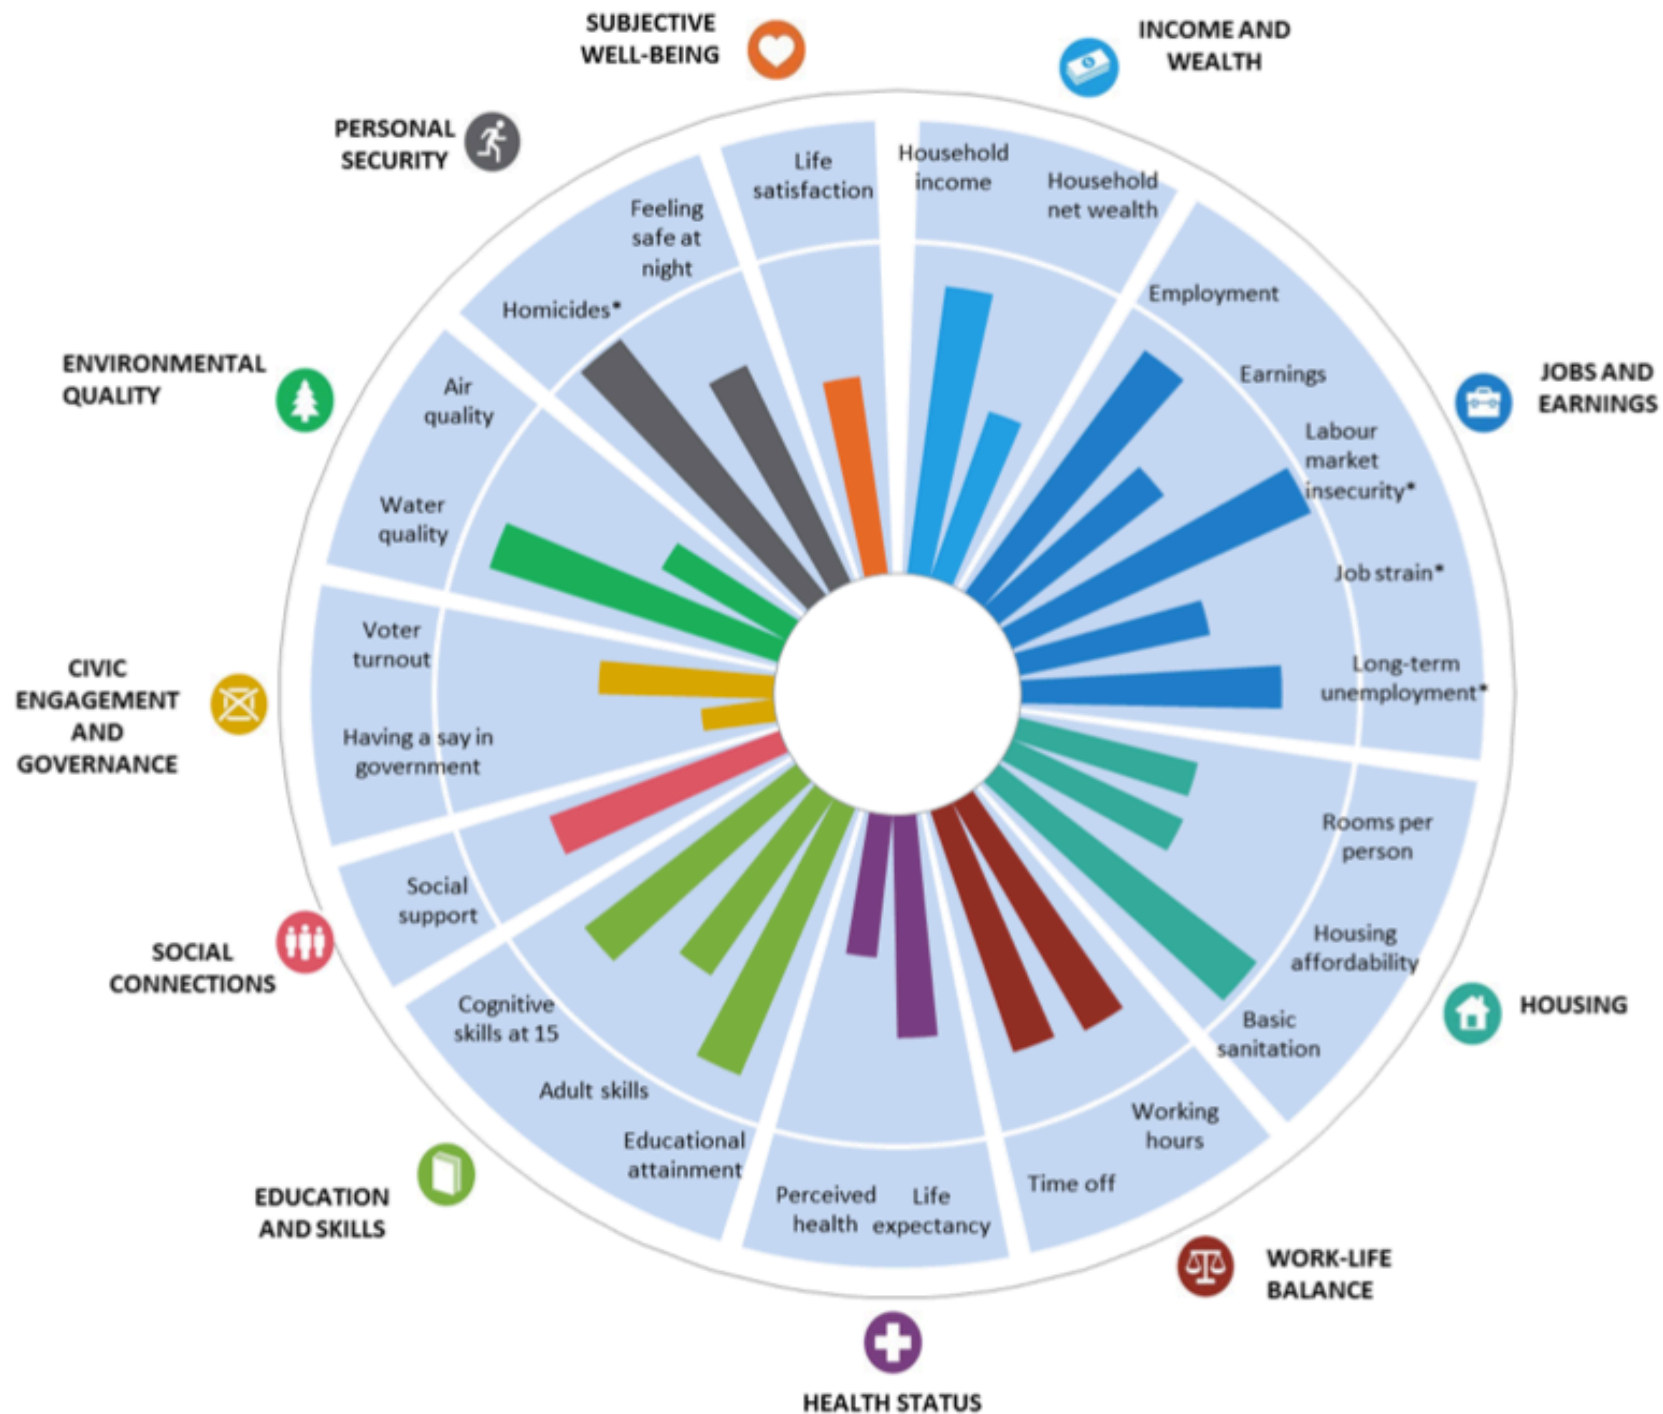 SUBJECTIVE
WELL-BEING
INCOME AND
WEALTH
PERSONAL
SECURITY
Life
satisfaction
Household
income
Household
net wealth
Feeling
safe at
night
Homicides*
Employment
ENVIRONMENTAL
QUALITY
Air
quality
Earnings
JOBS AND
EARNINGS
Labour
market
insecurity*
Water
quality
Job strain*
Voter
turnout
Long-term
unemployment*
CIVIC
ENGAGEMENT
AND
GOVERNANCE
Having a say in
government
Rooms per
person
Social
support
Housing
affordability
SOCIAL
CONNECTIONS
Cognitive
skills at 15
Basic
sanitation
HOUSING
Adult skills
Working
hours
Educational
attainment
Time off
Perceived
health
Life
expectancy
EDUCATION
AND SKILLS
WORK-LIFE
BALANCE
HEALTH STATUS